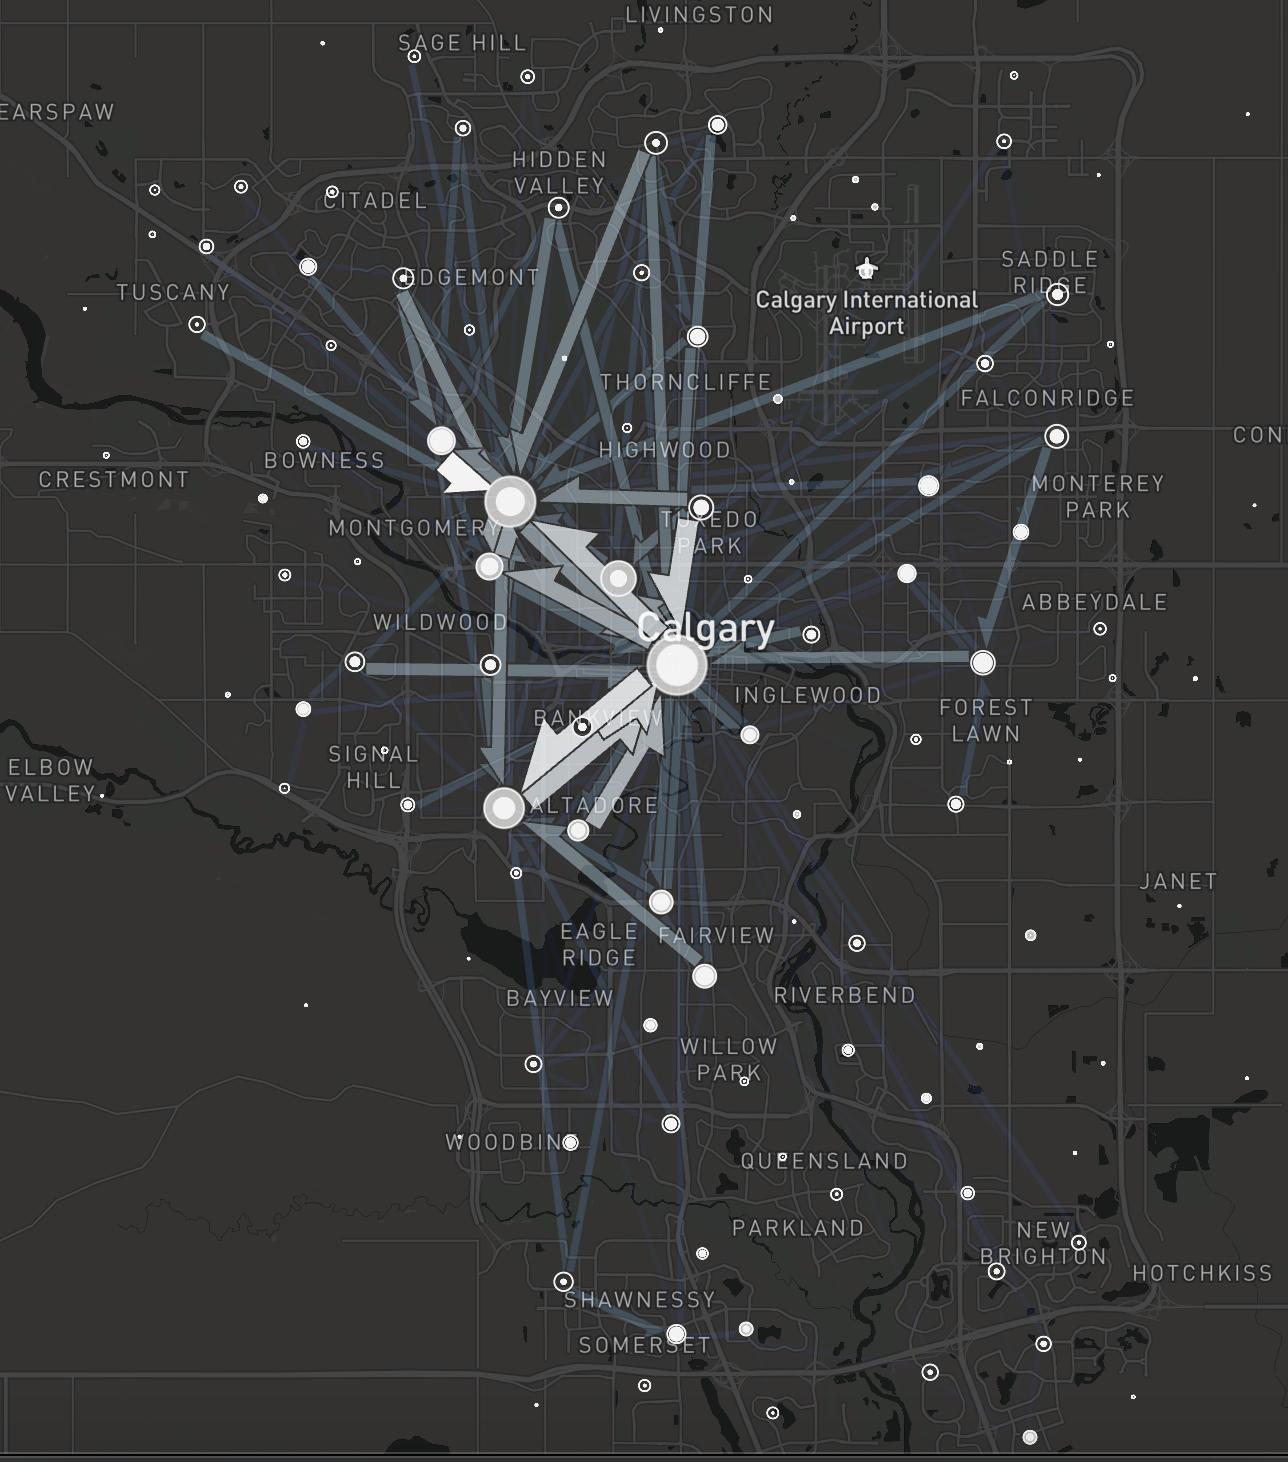 LIVINGSTON
SAGE HILL
EARSPAW
HIDDEN
VALLEY
CITADEL
EDGEMONT
TUSCANY
SADDLE
RIDGE
Calgary International
Airport
THORNCLIFFE
FALCONRIDGE
CON
HIGHWOOD
BOWNESS
CRESTMONT
MONTEREY
PARK
MONTGOMERY
TUXEDO
PARK
ABBEYDALE
WILDWOOD
Calgary
INGLEWOOD
FOREST
LAWN
BANKVIEW
SIGNAL
HILL
ELBOW
VALLEY
ALTADORE
JANET
EAGLE
RIDGE
FAIRVIEW
BAYVIEW
RIVERBEND
WILLOW
PARK
WOODBINE
QUEENSLAND
PARKLAND
NEW
BRIGHTON
HOTCHKISS
SHAWNESSY
SOMERSET